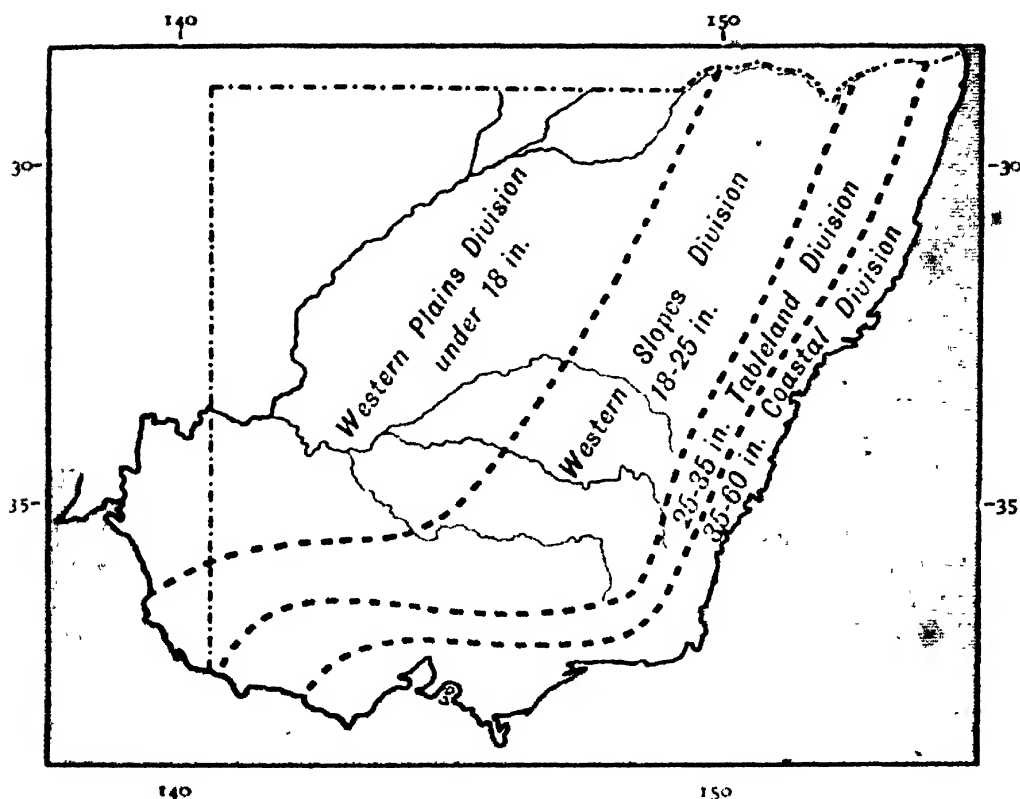 140 150
30 30
35 35
Western Plains Division
under 18 in.
Western Slopes Division
18-25 in.
Tableland Division
25-35 in.
Coastal Division
35-60 in.
140 150